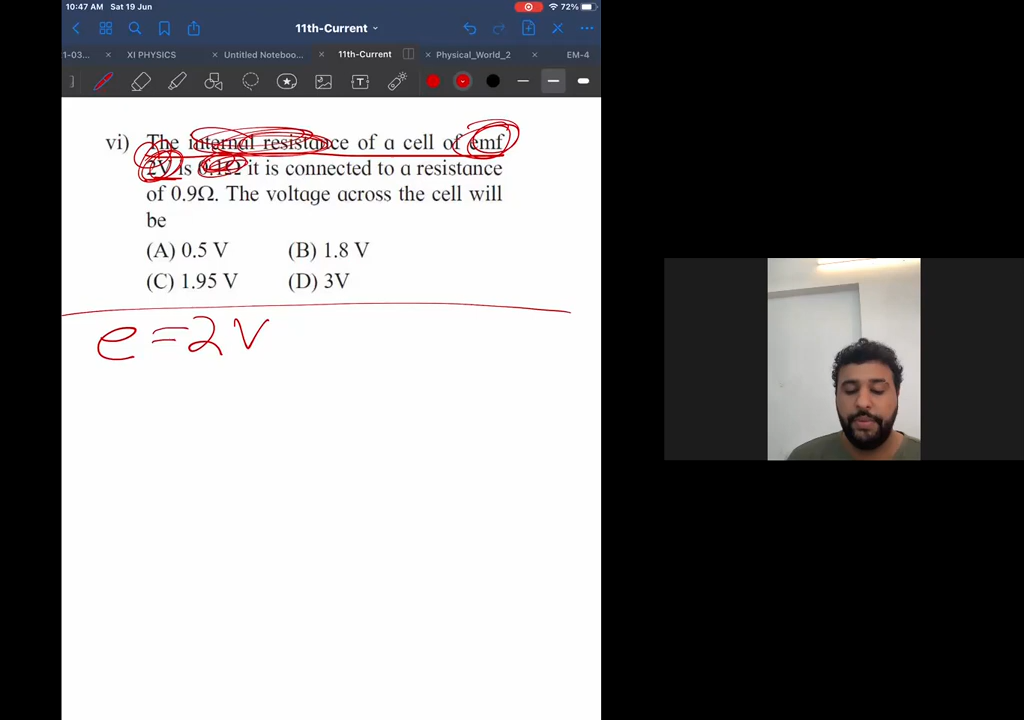 10:47 AM Sat 19 Jun 72%
11th-Current
1-03... XI PHYSICS Untitled Noteboo... 11th-Current Physical_World_2 EM-4
T
vi) The internal resistance of a cell of emf
2V is 0.1Ω it is connected to a resistance
of 0.9Ω. The voltage across the cell will
be
(A) 0.5 V (B) 1.8 V
(C) 1.95 V (D) 3V
e = 2 V